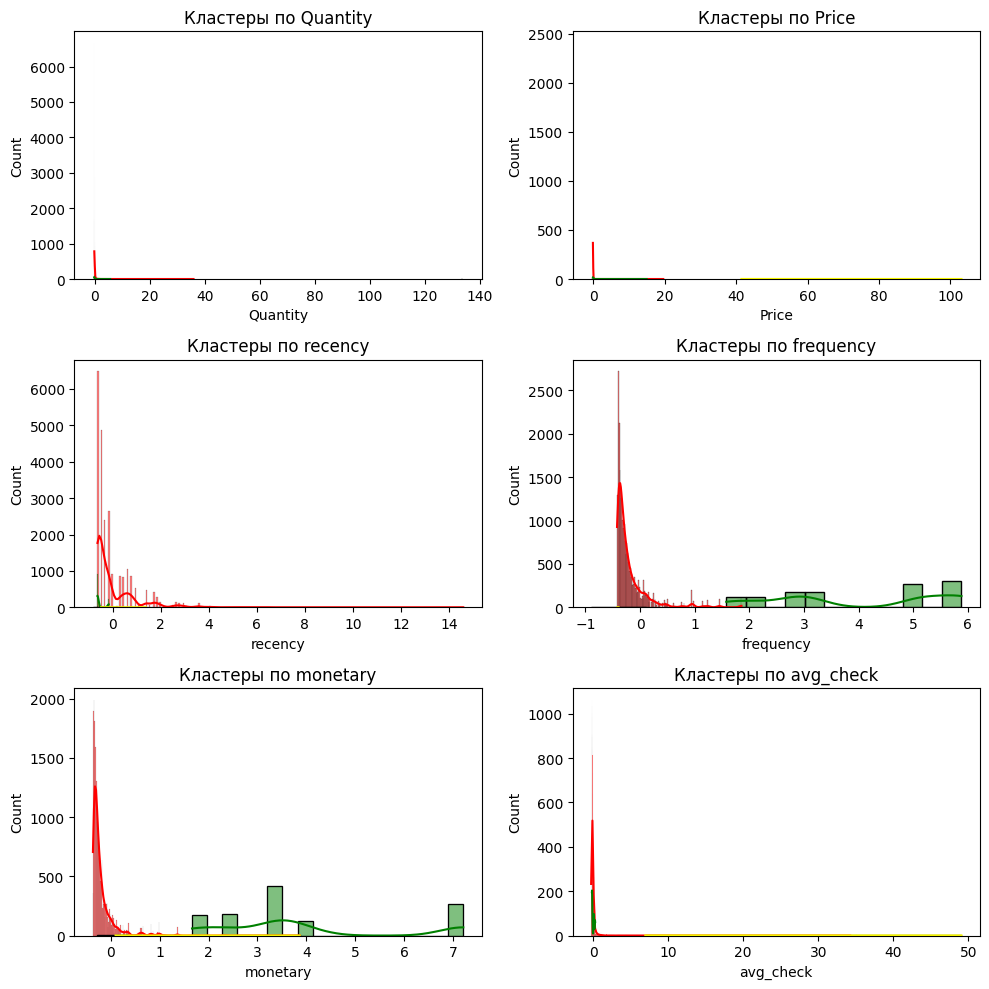 Кластеры по Quantity
Кластеры по Price
Count
6000
5000
4000
3000
2000
1000
0
0 20 40 60 80 100 120 140
Quantity
Count
2500
2000
1500
1000
500
0
0 20 40 60 80 100
Price
Кластеры по recency
Кластеры по frequency
Count
6000
5000
4000
3000
2000
1000
0
0 2 4 6 8 10 12 14
recency
Count
2500
2000
1500
1000
500
0
−1 0 1 2 3 4 5 6
frequency
Кластеры по monetary
Кластеры по avg_check
Count
2000
1500
1000
500
0
0 1 2 3 4 5 6 7
monetary
Count
1000
800
600
400
200
0
0 10 20 30 40 50
avg_check